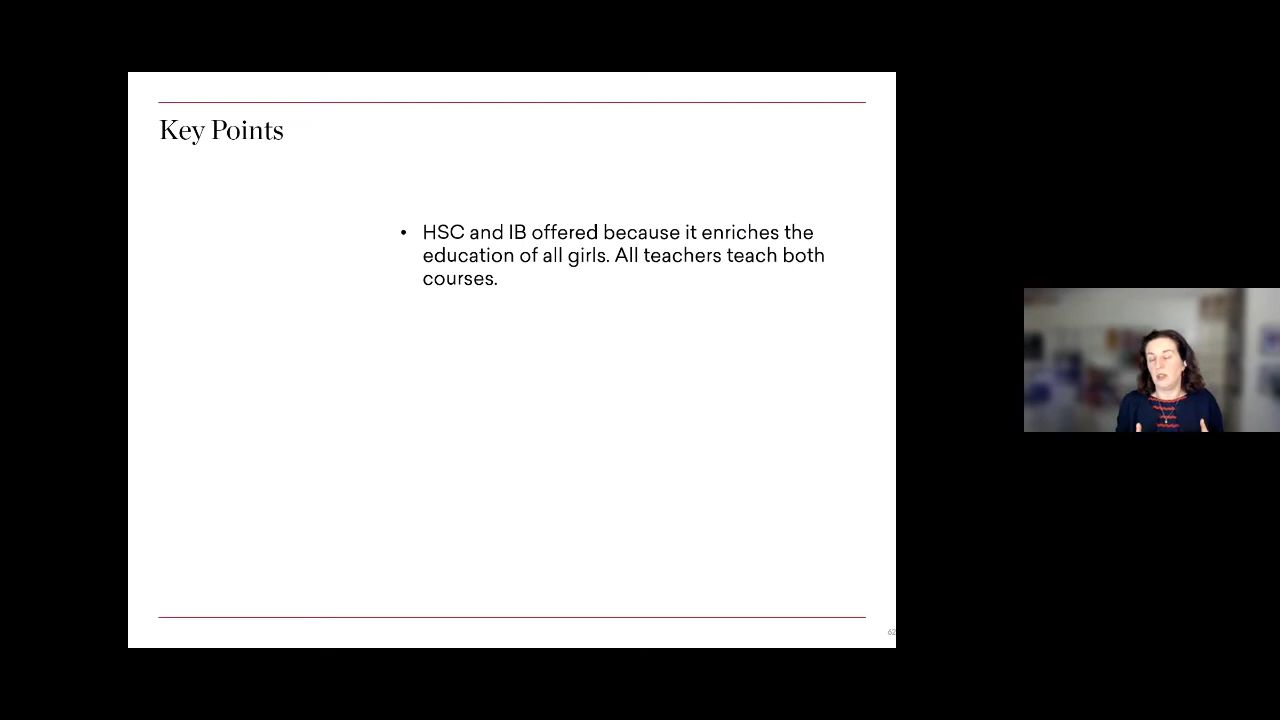 Key Points
• HSC and IB offered because it enriches the
education of all girls. All teachers teach both
courses.
62